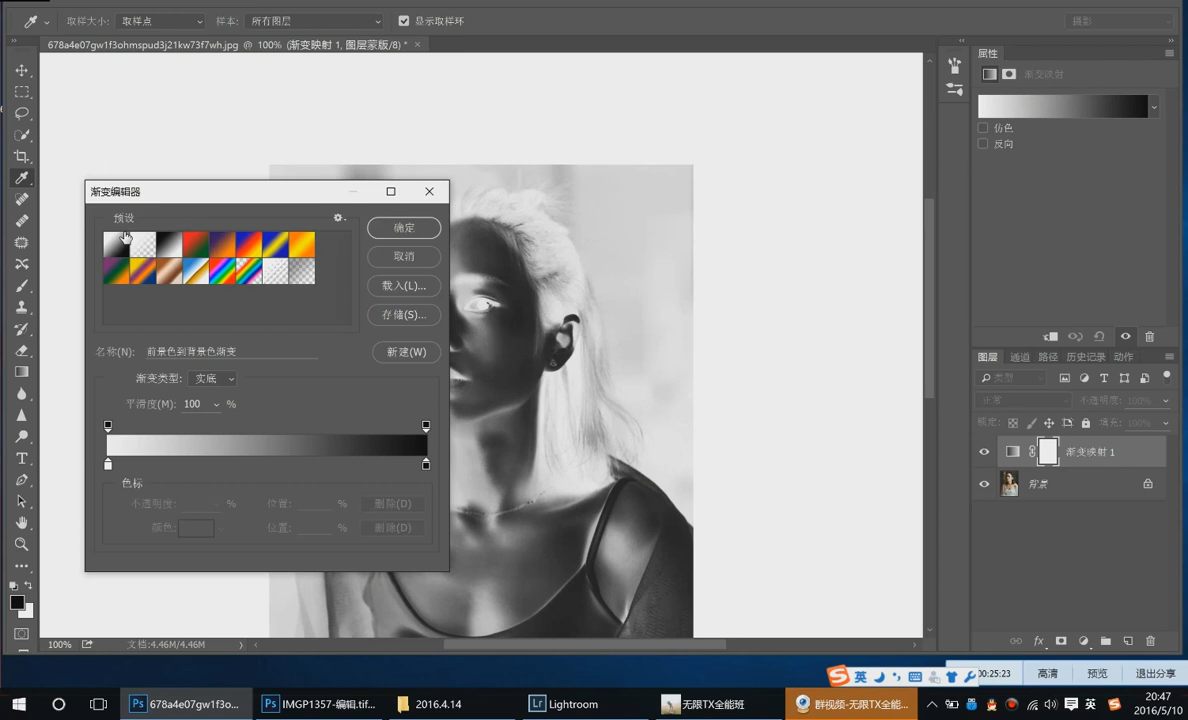 取样大小: 取样点 样本: 所有图层 显示取样环 摄影
678a4e07gw1f3ohmspud3j21kw73f7wh.jpg @ 100% (渐变映射 1, 图层蒙版/8) * ×
属性
渐变映射
仿色
反向
渐变编辑器
预设
确定
取消
载入(L)...
存储(S)...
名称(N): 前景色到背景色渐变
新建(W)
渐变类型: 实底
平滑度(M): 100 %
色标
不透明度: % 位置: % 删除(D)
颜色: 位置: % 删除(D)
图层 通道 路径 历史记录 动作
类型
正常 不透明度: 100%
锁定: 填充: 100%
渐变映射 1
背景
100% 文档:4.46M/4.46M
英 00:25:23 高清 预览 退出分享
678a4e07gw1f3o... IMGP1357-编辑.tif... 2016.4.14 Lightroom 无限TX全能班 群视频-无限TX全能... 英 20:47
2016/5/10